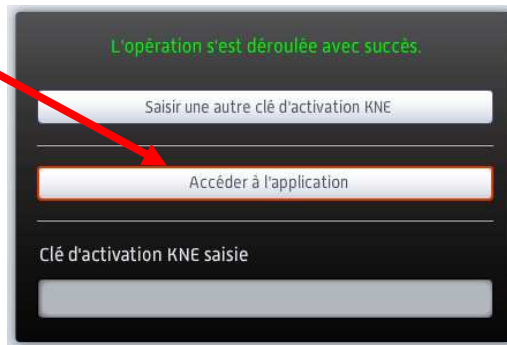 L'opération s'est déroulée avec succès.
Saisir une autre clé d'activation KNE
Accéder à l'application
Clé d'activation KNE saisie